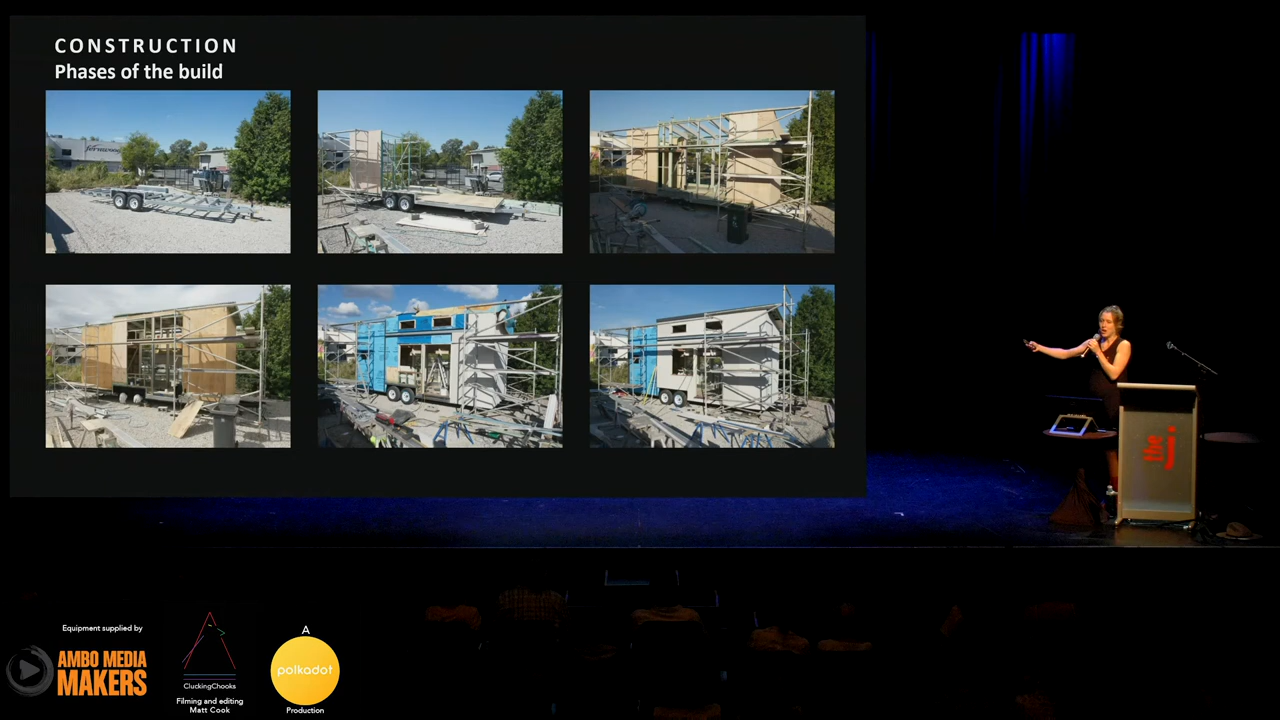 CONSTRUCTION
Phases of the build
the
Equipment supplied by
AMBO MEDIA
MAKERS
CluckingChooks
Filming and editing
Matt Cook
A
polkadot
Production